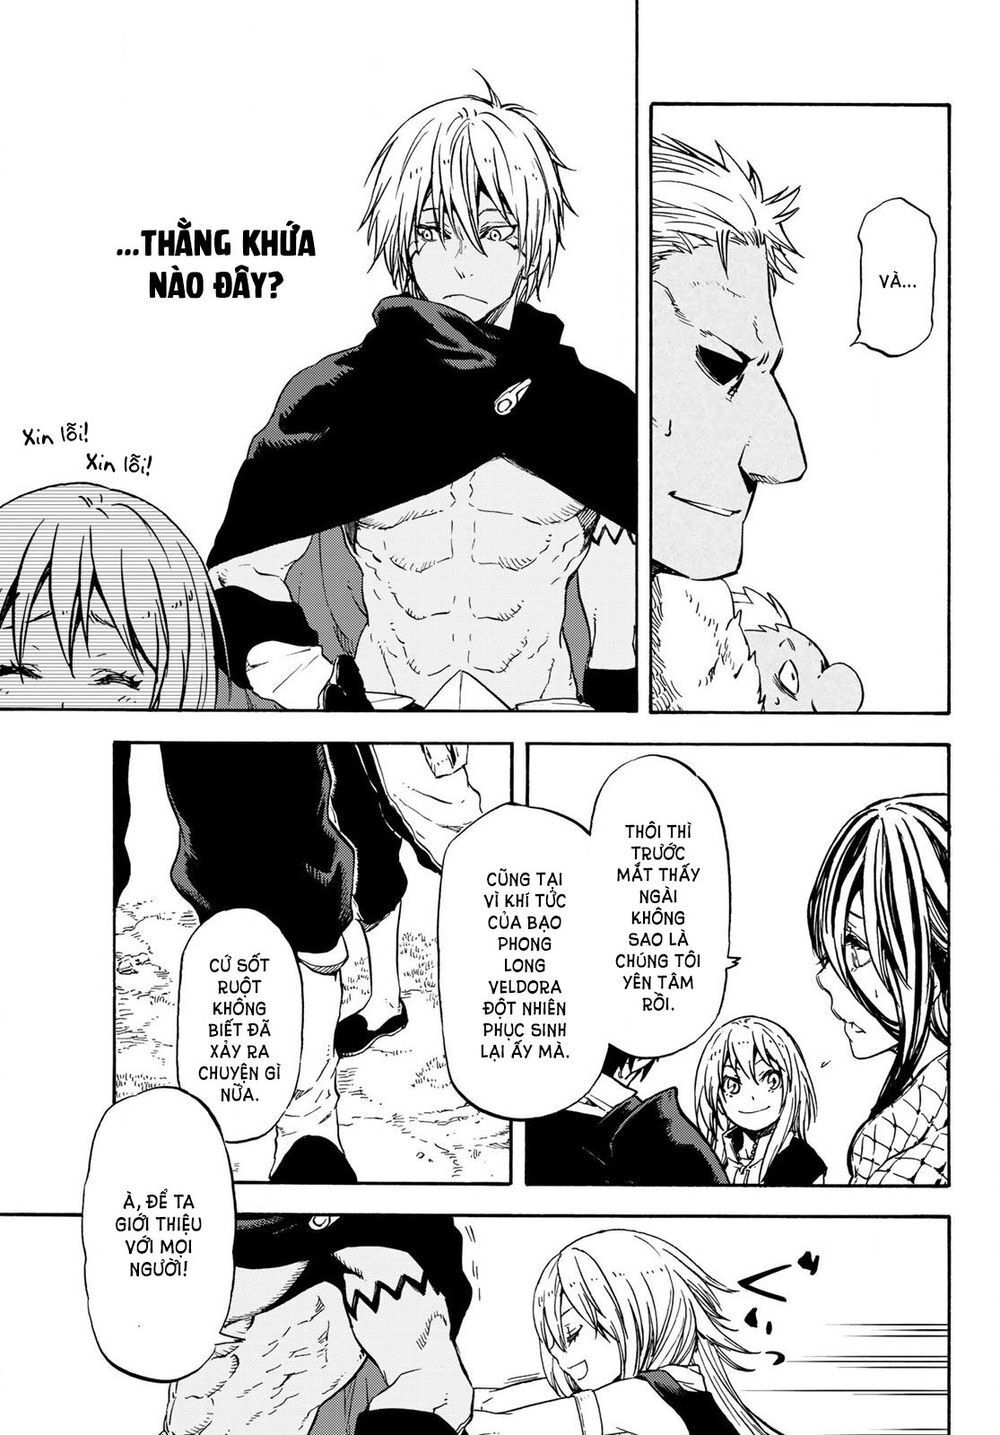 VÀ...
...THẰNG KHỨA
NÀO ĐÂY?
Xin lỗi!
Xin lỗi!
THÔI THÌ
TRƯỚC
MẮT THẤY
NGÀI
KHÔNG
SAO LÀ
CHÚNG TÔI
YÊN TÂM
RỒI.
CŨNG TẠI
VÌ KHÍ TỨC
CỦA BẠO
PHONG
LONG
VELDORA
ĐỘT NHIÊN
PHỤC SINH
LẠI ẤY MÀ.
CỨ SỐT
RUỘT
KHÔNG
BIẾT ĐÃ
XẢY RA
CHUYỆN GÌ
NỮA.
À, ĐỂ TA
GIỚI THIỆU
VỚI MỌI
NGƯỜI!